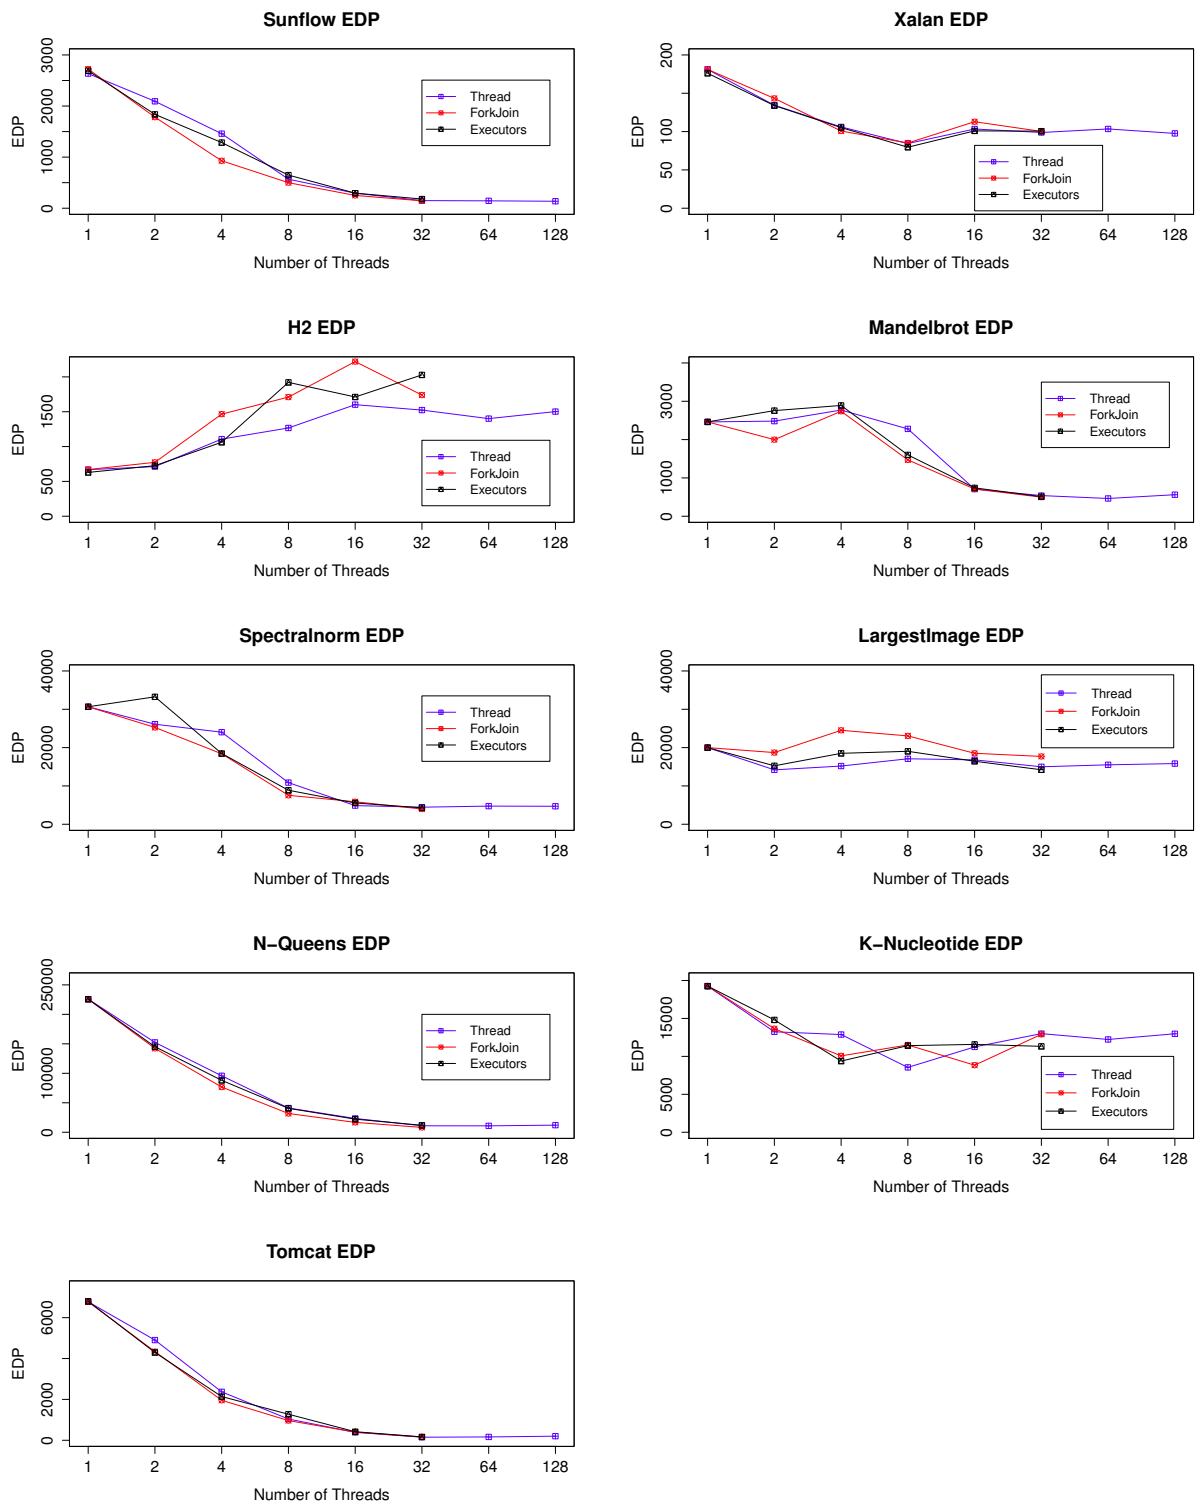 Sunflow EDP
EDP
0
1000
2000
3000
Thread
ForkJoin
Executors
1 2 4 8 16 32 64 128
Number of Threads
Xalan EDP
EDP
0
50
100
200
Thread
ForkJoin
Executors
1 2 4 8 16 32 64 128
Number of Threads
H2 EDP
EDP
0
500
1500
Thread
ForkJoin
Executors
1 2 4 8 16 32 64 128
Number of Threads
Mandelbrot EDP
EDP
0
1000
3000
Thread
ForkJoin
Executors
1 2 4 8 16 32 64 128
Number of Threads
Spectralnorm EDP
EDP
0
20000
40000
Thread
ForkJoin
Executors
1 2 4 8 16 32 64 128
Number of Threads
LargestImage EDP
EDP
0
20000
40000
Thread
ForkJoin
Executors
1 2 4 8 16 32 64 128
Number of Threads
N−Queens EDP
EDP
0
100000
250000
Thread
ForkJoin
Executors
1 2 4 8 16 32 64 128
Number of Threads
K−Nucleotide EDP
EDP
0
5000
15000
Thread
ForkJoin
Executors
1 2 4 8 16 32 64 128
Number of Threads
Tomcat EDP
EDP
0
2000
6000
1 2 4 8 16 32 64 128
Number of Threads